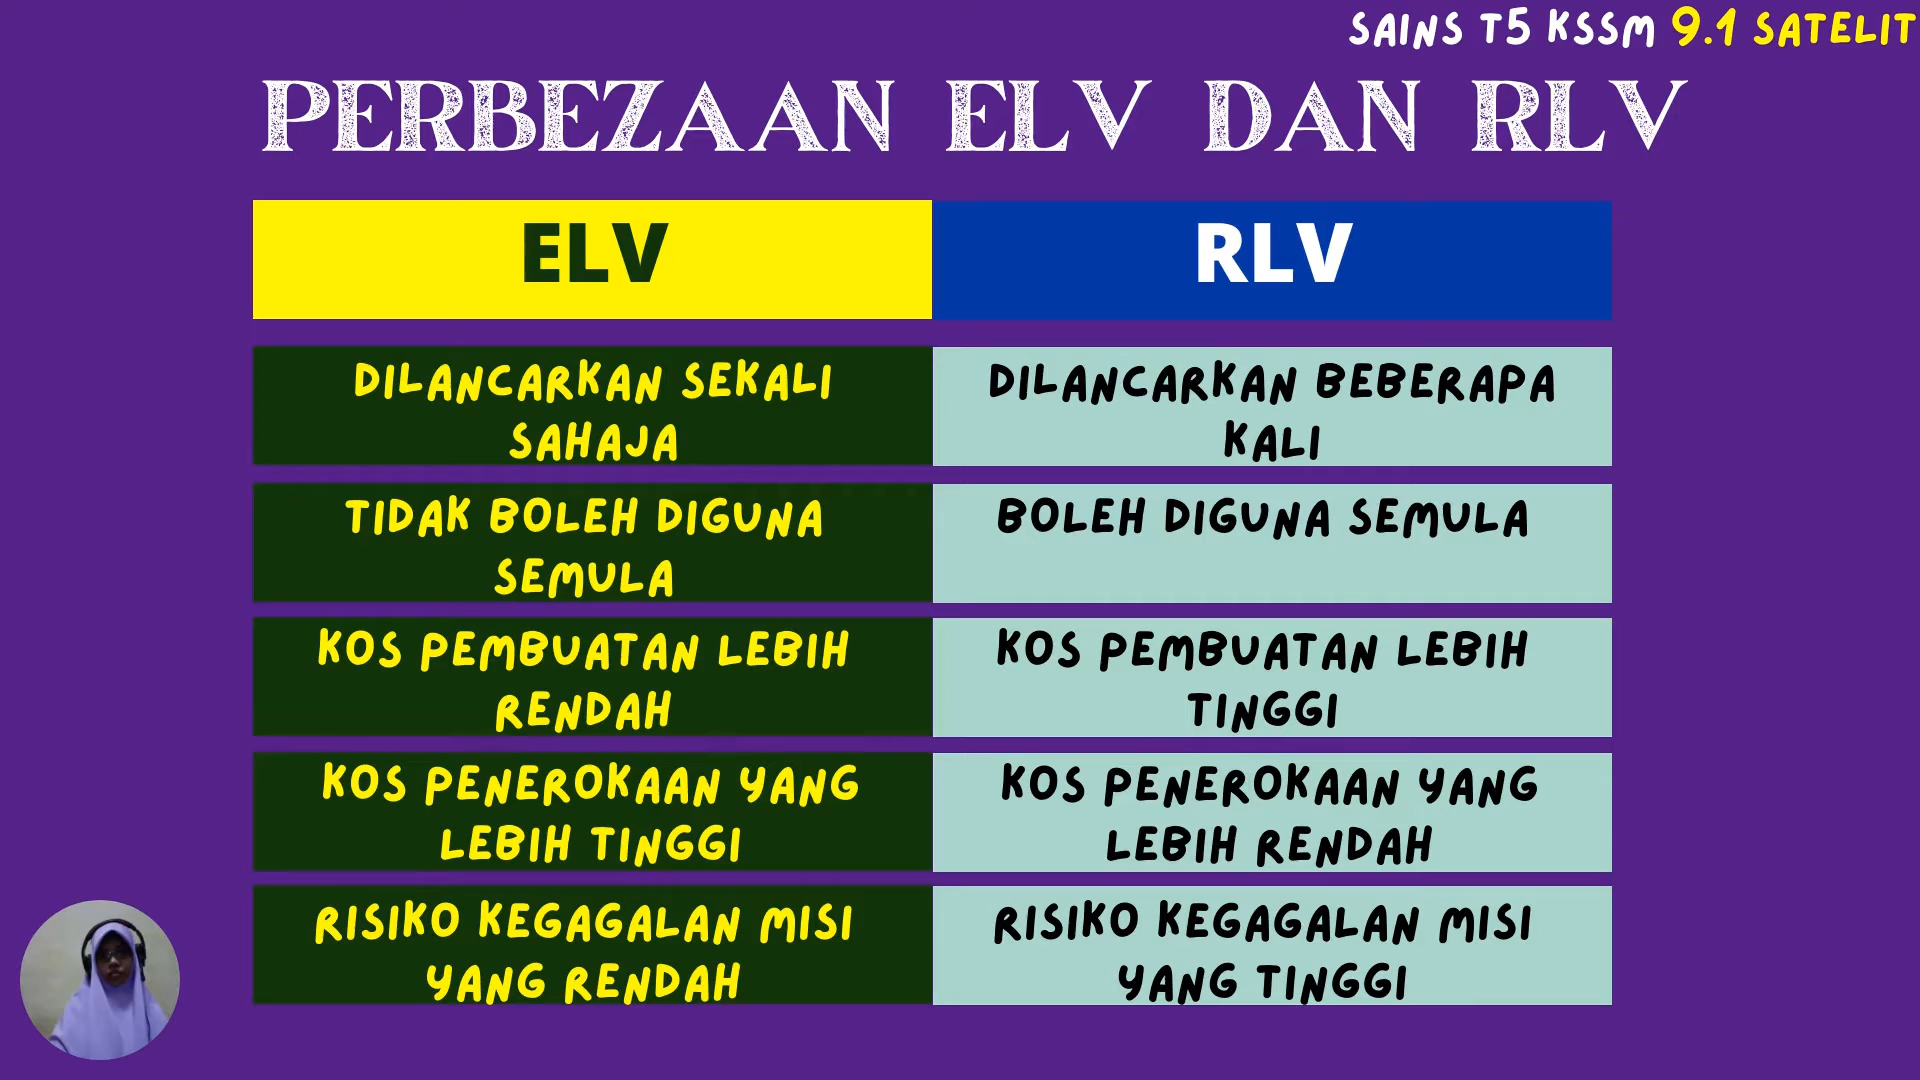 SAINS T5 KSSM 9.1 SATELIT
PERBEZAAN ELV DAN RLV
ELV
RLV
DILANCARKAN SEKALI
SAHAJA
DILANCARKAN BEBERAPA
KALI
TIDAK BOLEH DIGUNA
SEMULA
BOLEH DIGUNA SEMULA
KOS PEMBUATAN LEBIH
RENDAH
KOS PEMBUATAN LEBIH
TINGGI
KOS PENEROKAAN YANG
LEBIH TINGGI
KOS PENEROKAAN YANG
LEBIH RENDAH
RISIKO KEGAGALAN MISI
YANG RENDAH
RISIKO KEGAGALAN MISI
YANG TINGGI